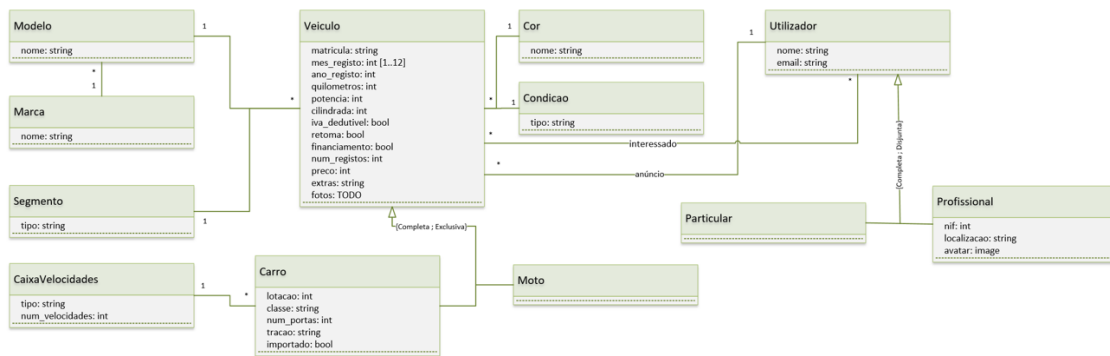 Modelo
nome: string
1
*
1
Marca
nome: string
Segmento
tipo: string
1
Veiculo
matricula: string
mes_registo: int [1..12]
ano_registo: int
quilometros: int
potencia: int
cilindrada: int
iva_dedutivel: bool
retoma: bool
financiamento: bool
num_registos: int
preco: int
extras: string
fotos: TODO
*
*
*
*
1
1
Cor
nome: string
Condicao
tipo: string
interessado
anúncio
1
*
Utilizador
nome: string
email: string
{Completa ; Disjunta}
Particular
Profissional
nif: int
localizacao: string
avatar: image
{Completa ; Exclusiva}
CaixaVelocidades
tipo: string
num_velocidades: int
1
*
Carro
lotacao: int
classe: string
num_portas: int
tracao: string
importado: bool
Moto